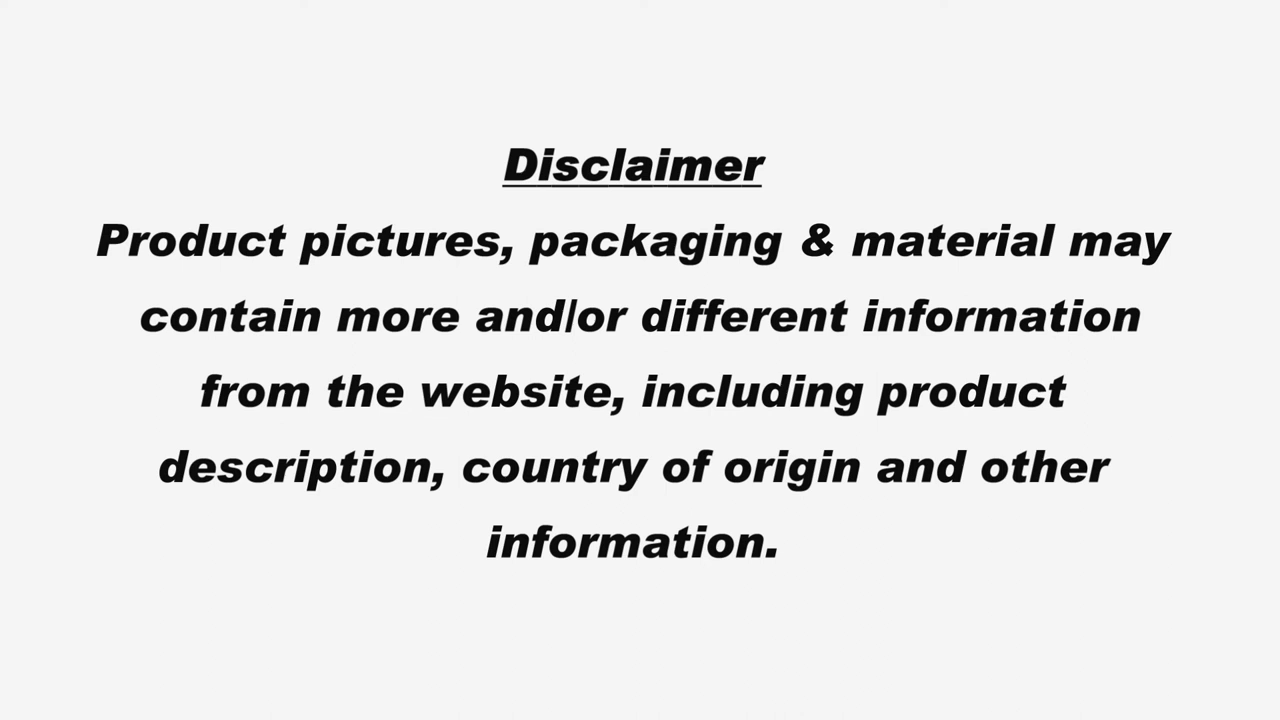 Disclaimer
Product pictures, packaging & material may
contain more and/or different information
from the website, including product
description, country of origin and other
information.